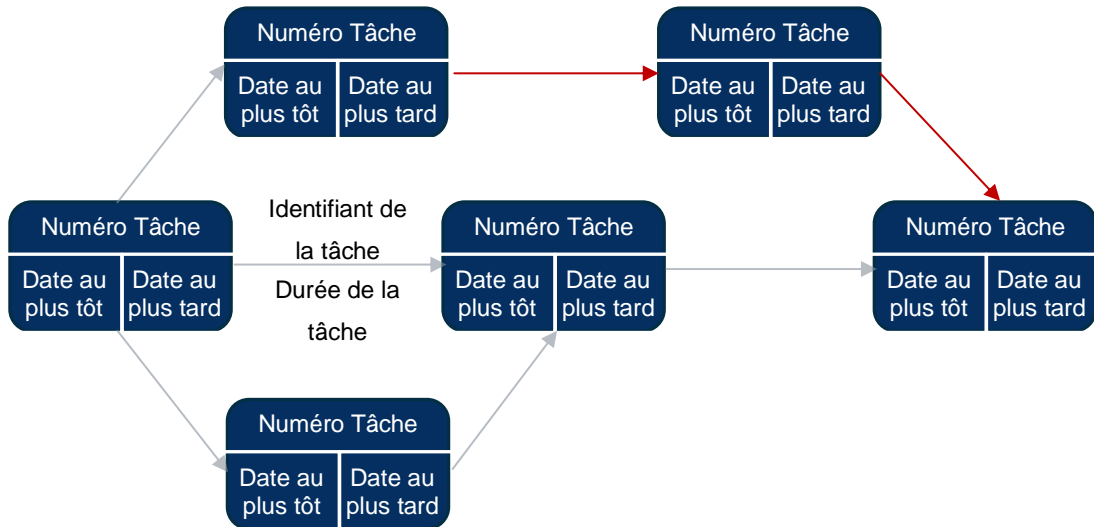 Numéro Tâche
Date au
plus tôt
Date au
plus tard
Numéro Tâche
Date au
plus tôt
Date au
plus tard
Numéro Tâche
Date au
plus tôt
Date au
plus tard
Identifiant de
la tâche
Durée de la
tâche
Numéro Tâche
Date au
plus tôt
Date au
plus tard
Numéro Tâche
Date au
plus tôt
Date au
plus tard
Numéro Tâche
Date au
plus tôt
Date au
plus tard